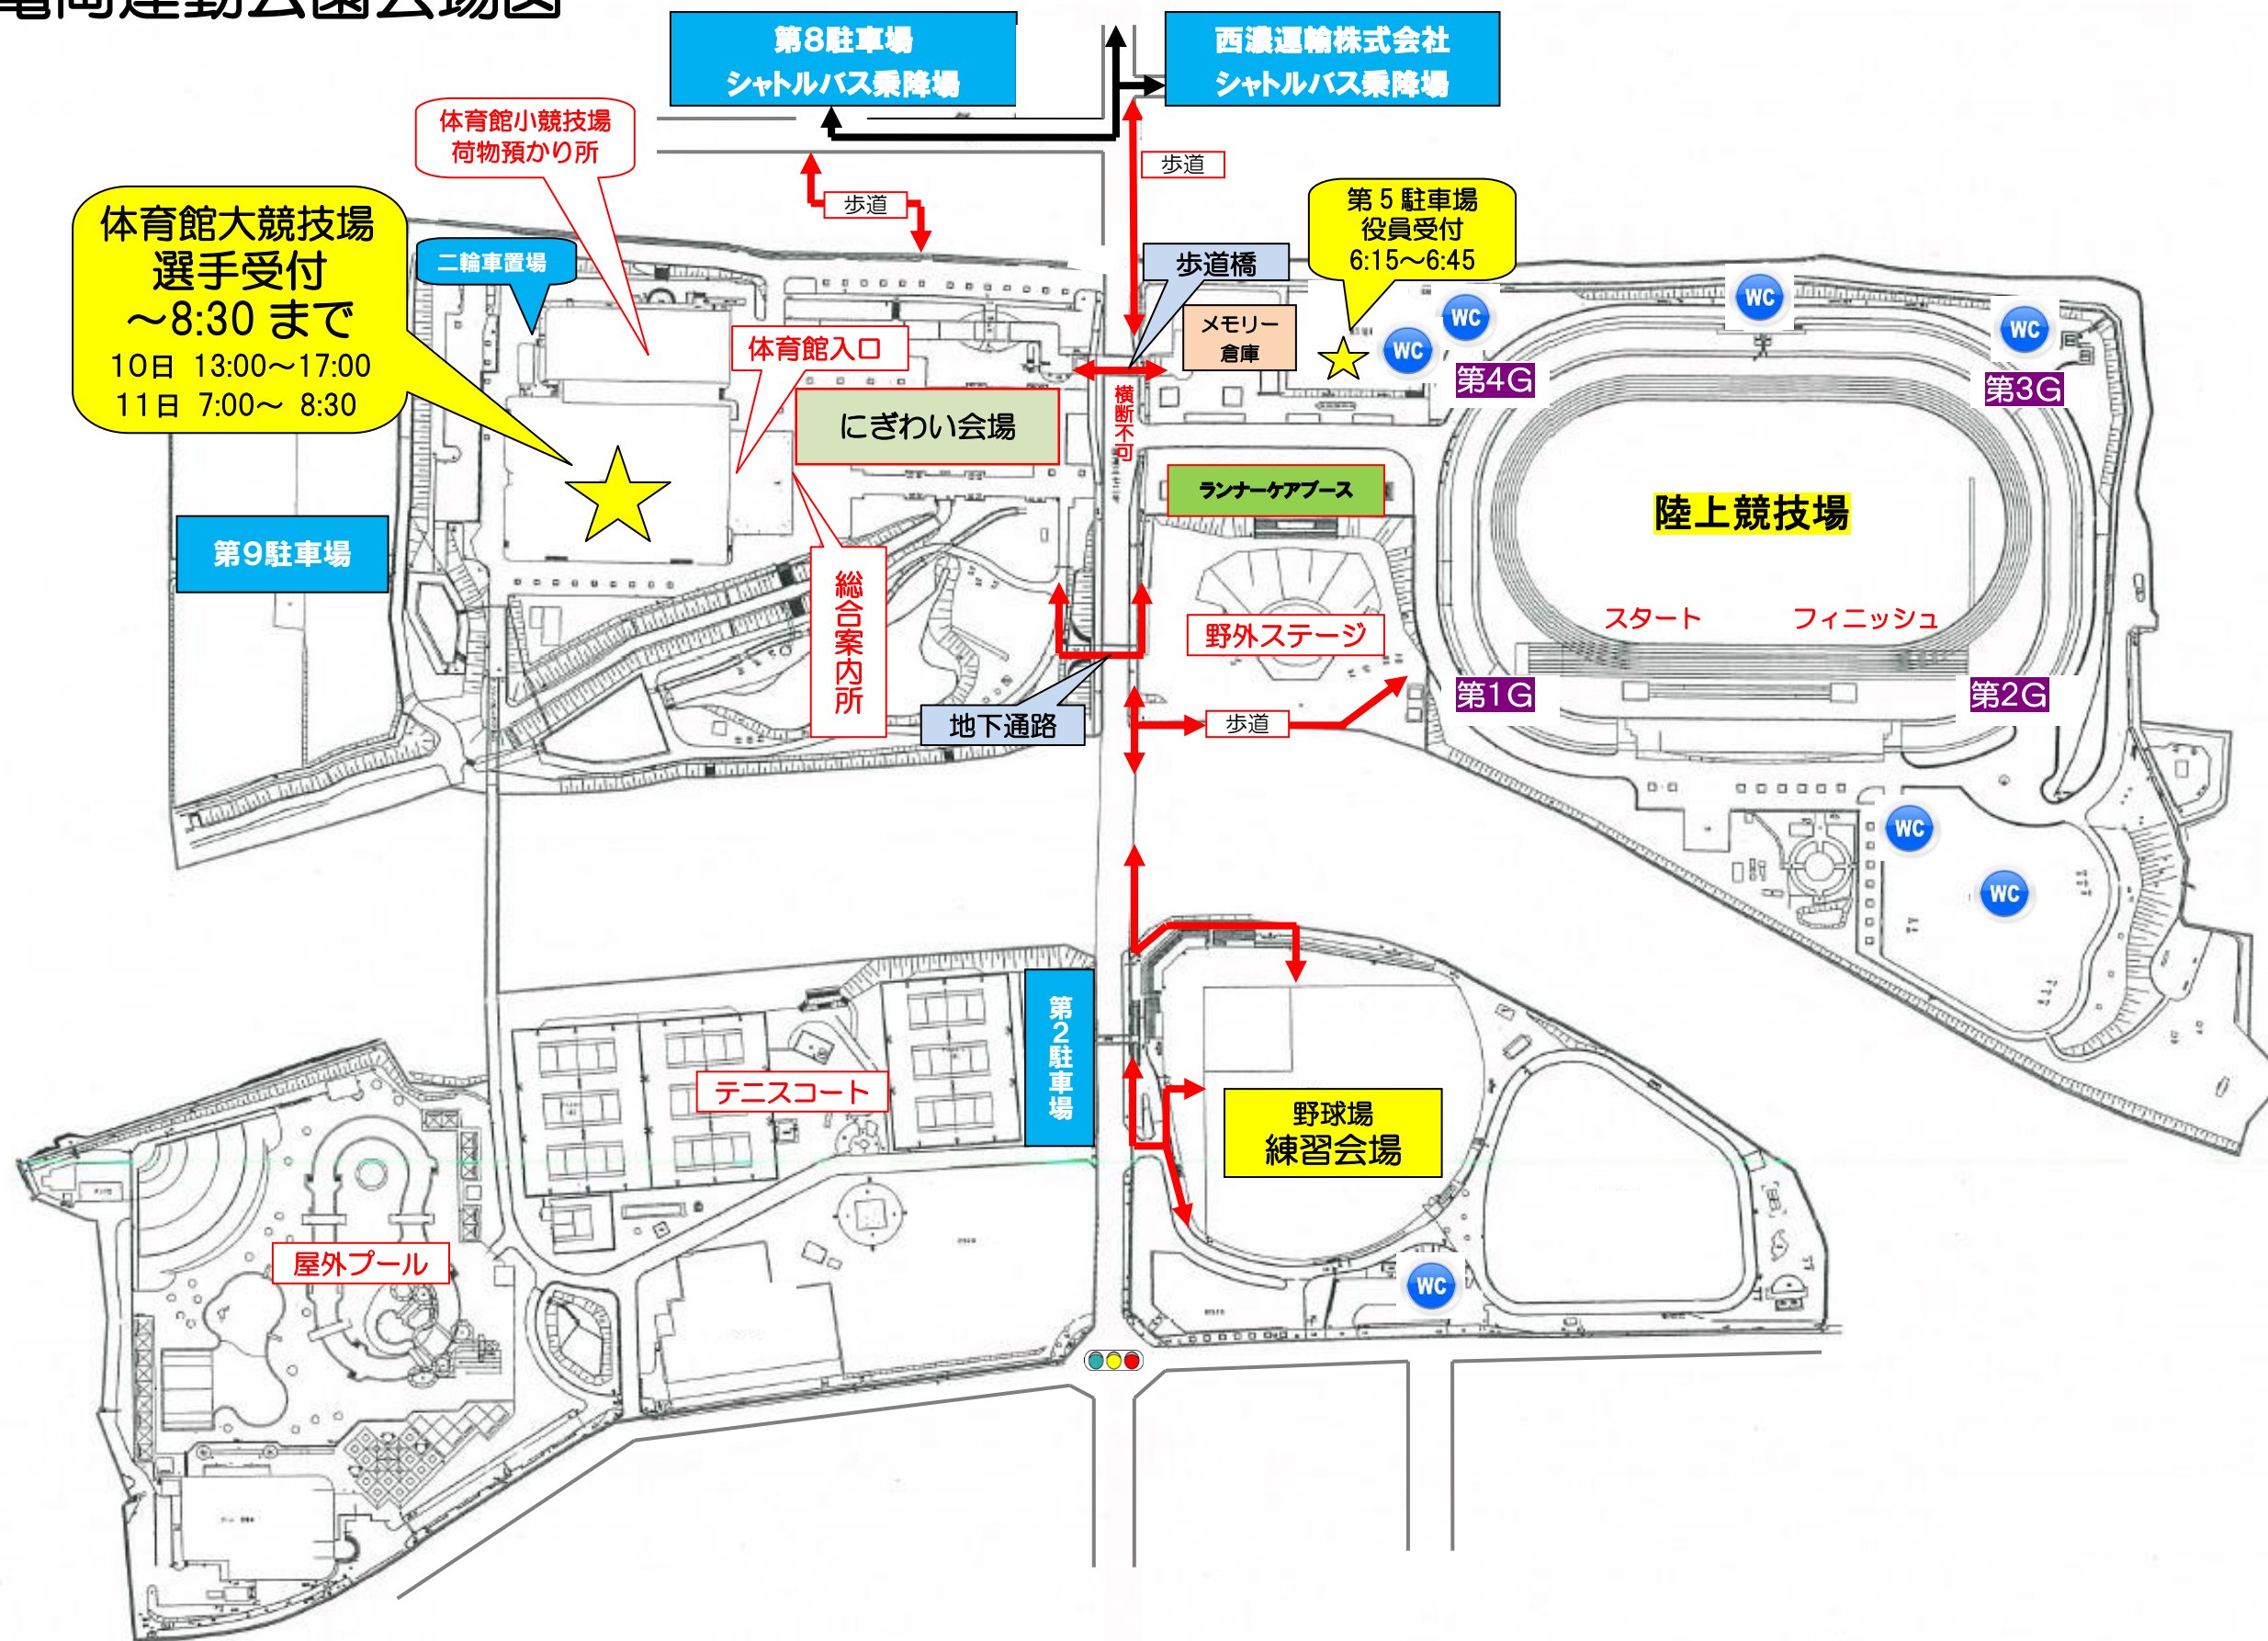 亀岡運動公園会場図
第8駐車場
シャトルバス乗降場
西濃運輸株式会社
シャトルバス乗降場
体育館小競技場
荷物預かり所
歩道
歩道
体育館大競技場
選手受付
～8:30 まで
10日 13:00～17:00
11日 7:00～ 8:30
二輪車置場
歩道橋
第5駐車場
役員受付
6:15～6:45
メモリー
倉庫
体育館入口
WC
WC
WC
WC
第4G
第3G
横断不可
にぎわい会場
ランナーケアブース
陸上競技場
第9駐車場
総合案内所
スタート
フィニッシュ
野外ステージ
第1G
第2G
地下通路
歩道
WC
WC
第2駐車場
テニスコート
野球場
練習会場
屋外プール
WC